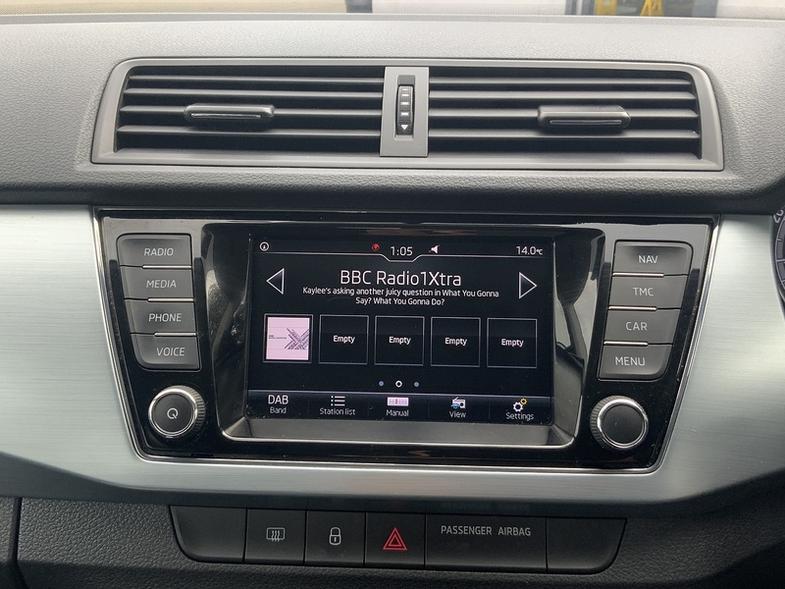 RADIO
MEDIA
PHONE
VOICE
1:05
14.0°C
BBC Radio1Xtra
Kaylee's asking another juicy question in What You Gonna
Say? What You Gonna Do?
Empty
Empty
Empty
Empty
DAB
Band
Station list
Manual
View
Settings
NAV
TMC
CAR
MENU
PASSENGER AIRBAG